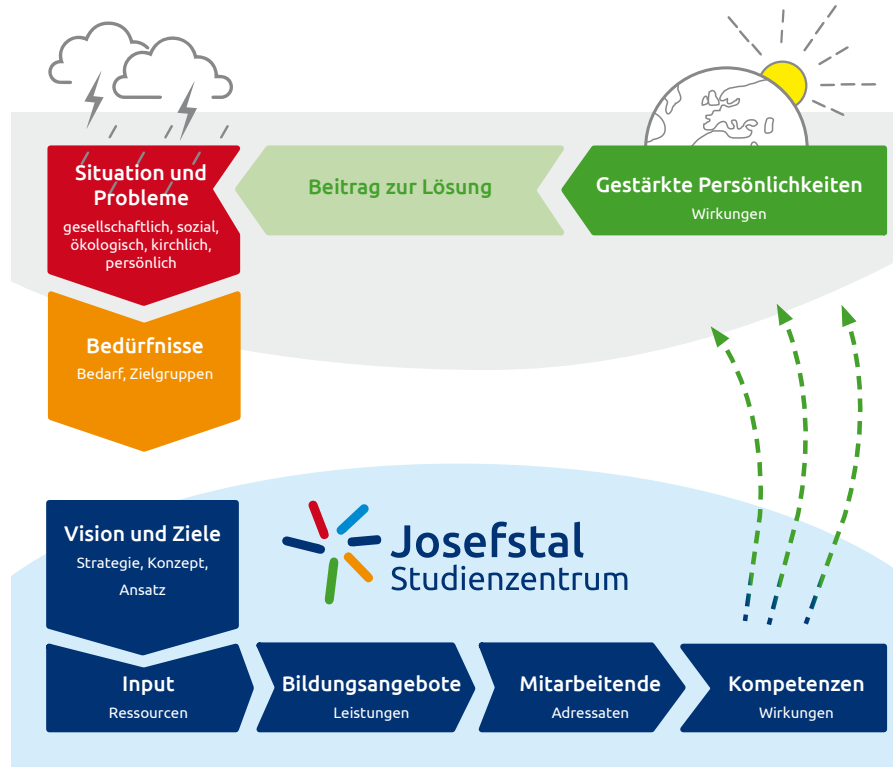 Situation und
Probleme
gesellschaftlich, sozial,
ökologisch, kirchlich,
persönlich
Beitrag zur Lösung
Gestärkte Persönlichkeiten
Wirkungen
Bedürfnisse
Bedarf, Zielgruppen
Vision und Ziele
Strategie, Konzept,
Ansatz
Josefstal
Studienzentrum
Input
Ressourcen
Bildungsangebote
Leistungen
Mitarbeitende
Adressaten
Kompetenzen
Wirkungen